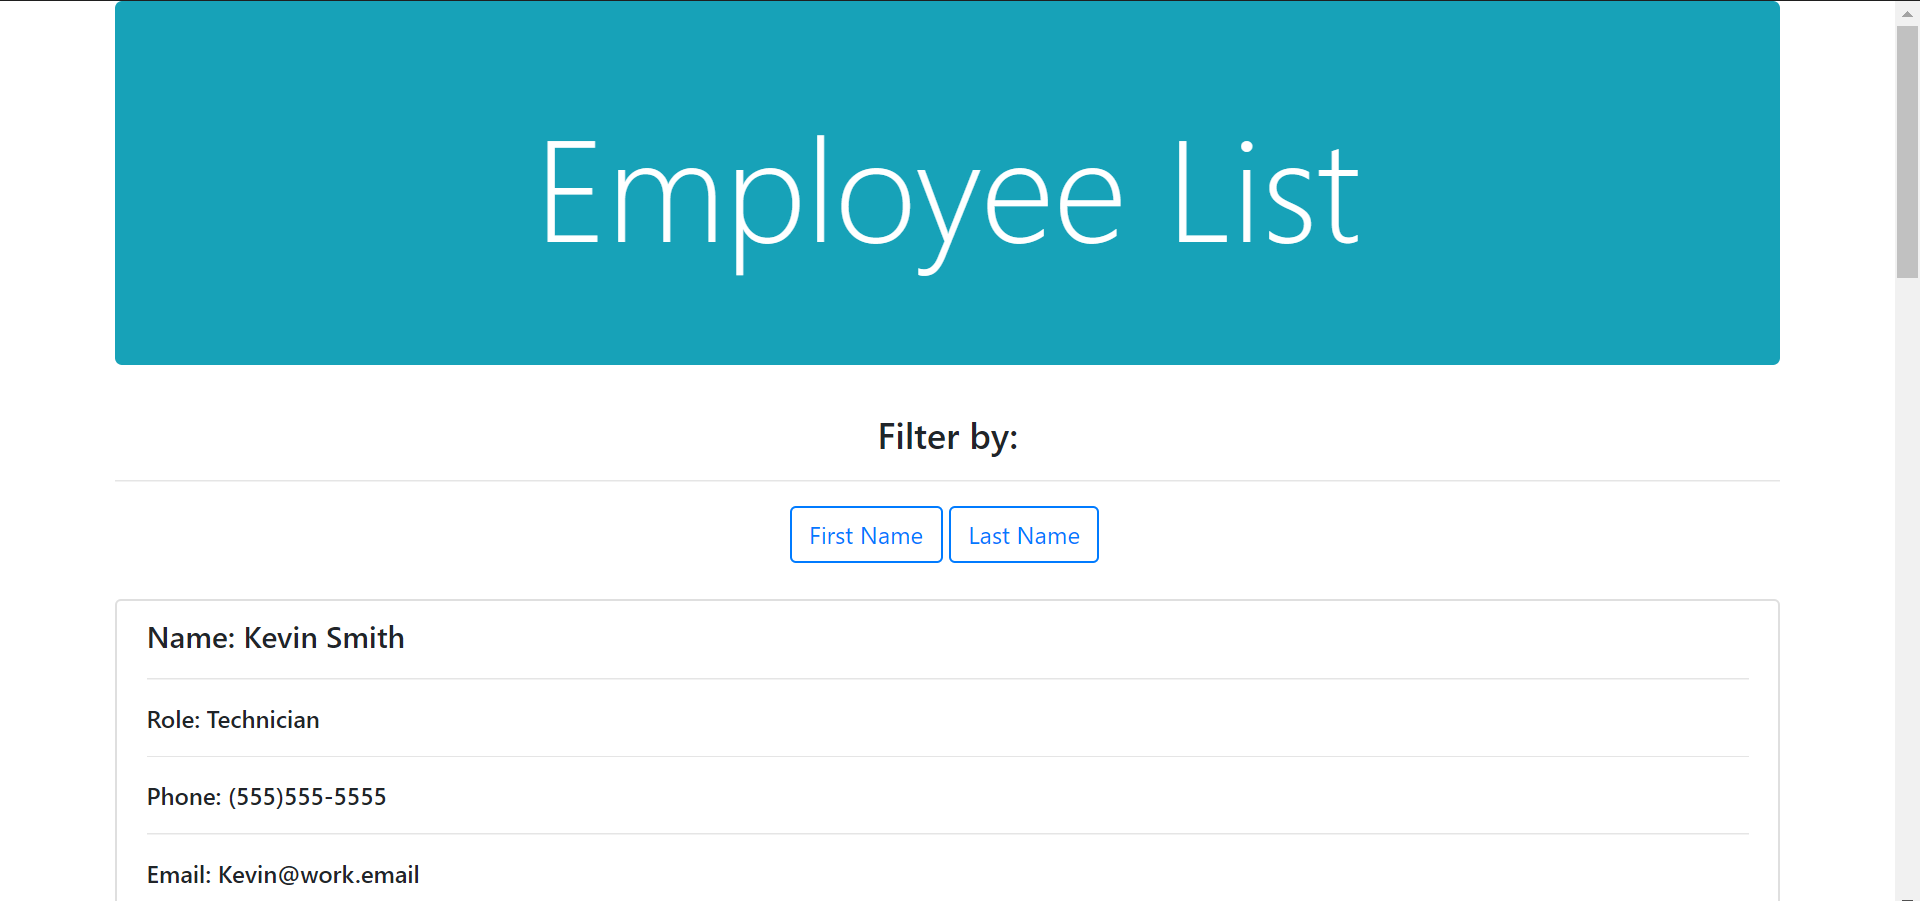 Employee List
Filter by:
First Name Last Name
Name: Kevin Smith
Role: Technician
Phone: (555)555-5555
Email: Kevin@work.email